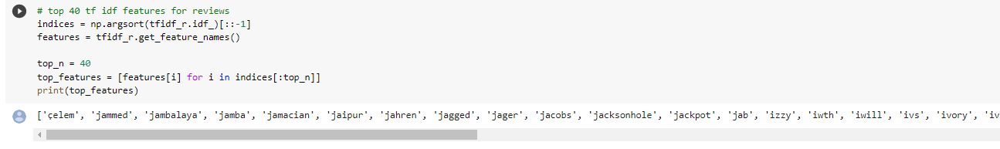 # top 40 tf idf features for reviews
indices = np.argsort(tfidf_r.idf_)[::-1]
features = tfidf_r.get_feature_names()
top_n = 40
top_features = [features[i] for i in indices[:top_n]]
print(top_features)
['çelem', 'jammed', 'jambalaya', 'jamba', 'jamacian', 'jaipur', 'jahren', 'jagged', 'jager', 'jacobs', 'jacksonhole', 'jackpot', 'jab', 'izzy', 'iwth', 'iwill', 'ivs', 'ivory', 'iv